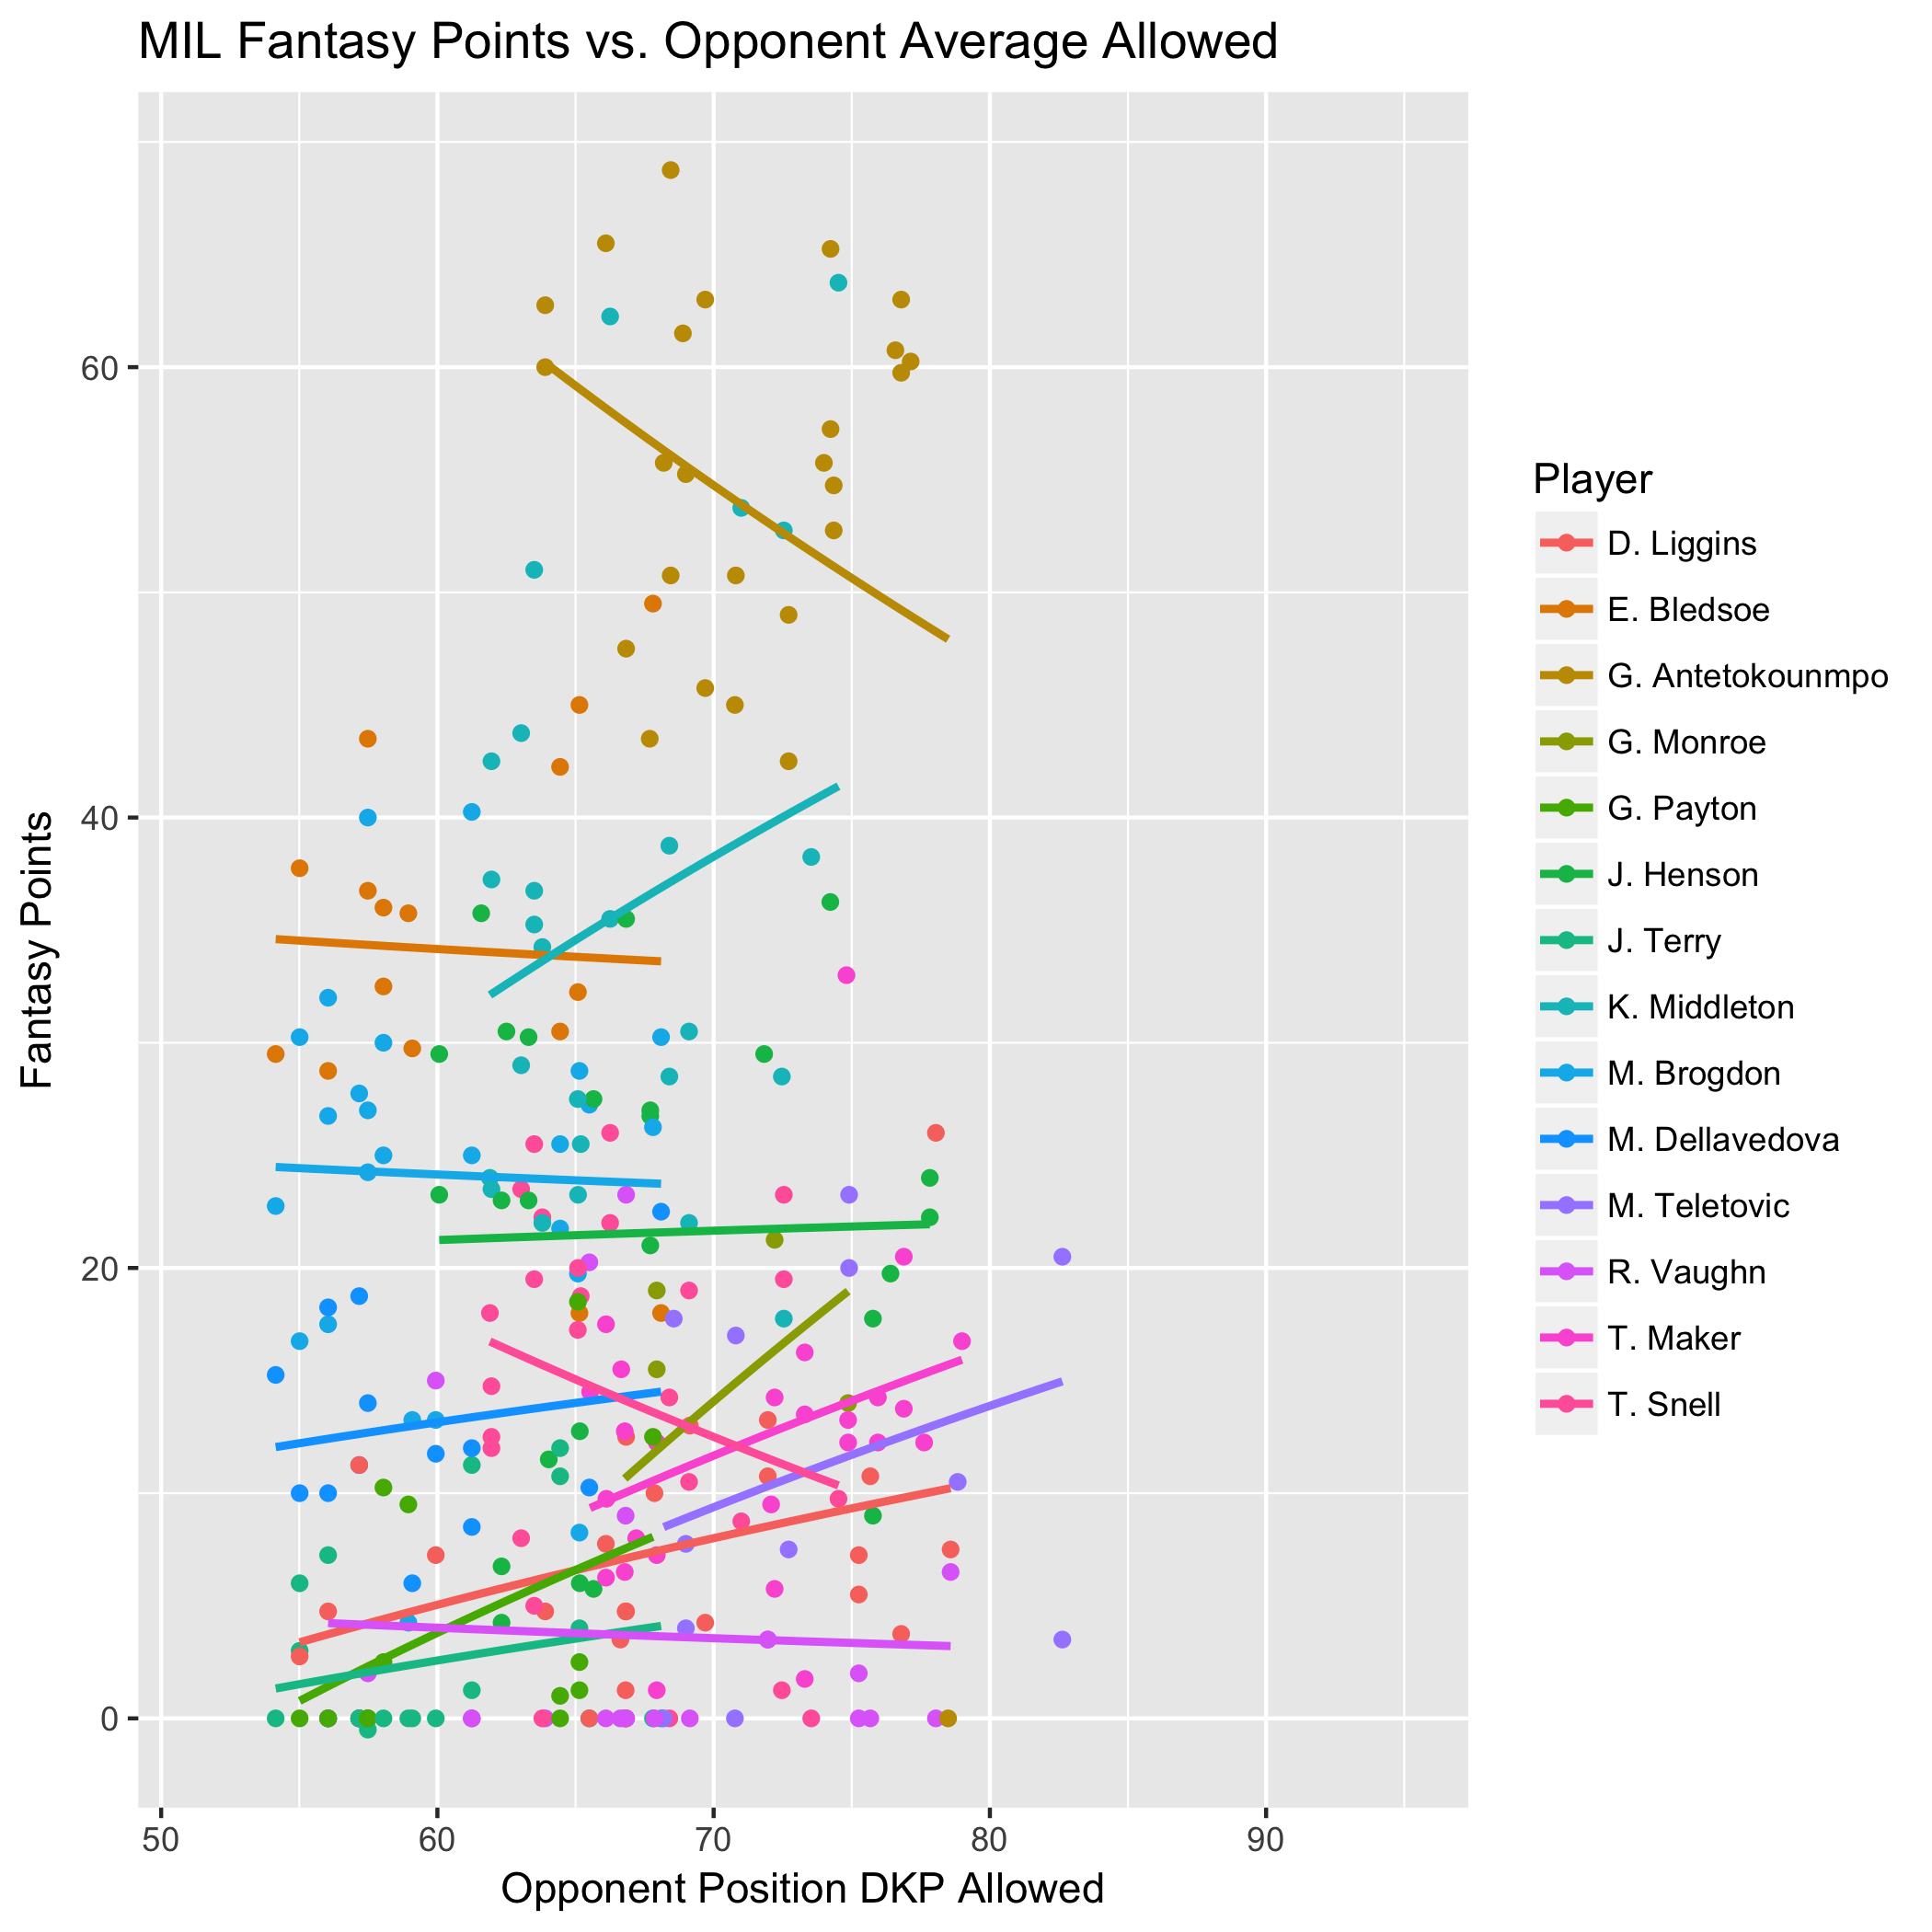 MIL Fantasy Points vs. Opponent Average Allowed
Fantasy Points
60
40
20
0
50 60 70 80 90
Opponent Position DKP Allowed
Player
D. Liggins
E. Bledsoe
G. Antetokounmpo
G. Monroe
G. Payton
J. Henson
J. Terry
K. Middleton
M. Brogdon
M. Dellavedova
M. Teletovic
R. Vaughn
T. Maker
T. Snell